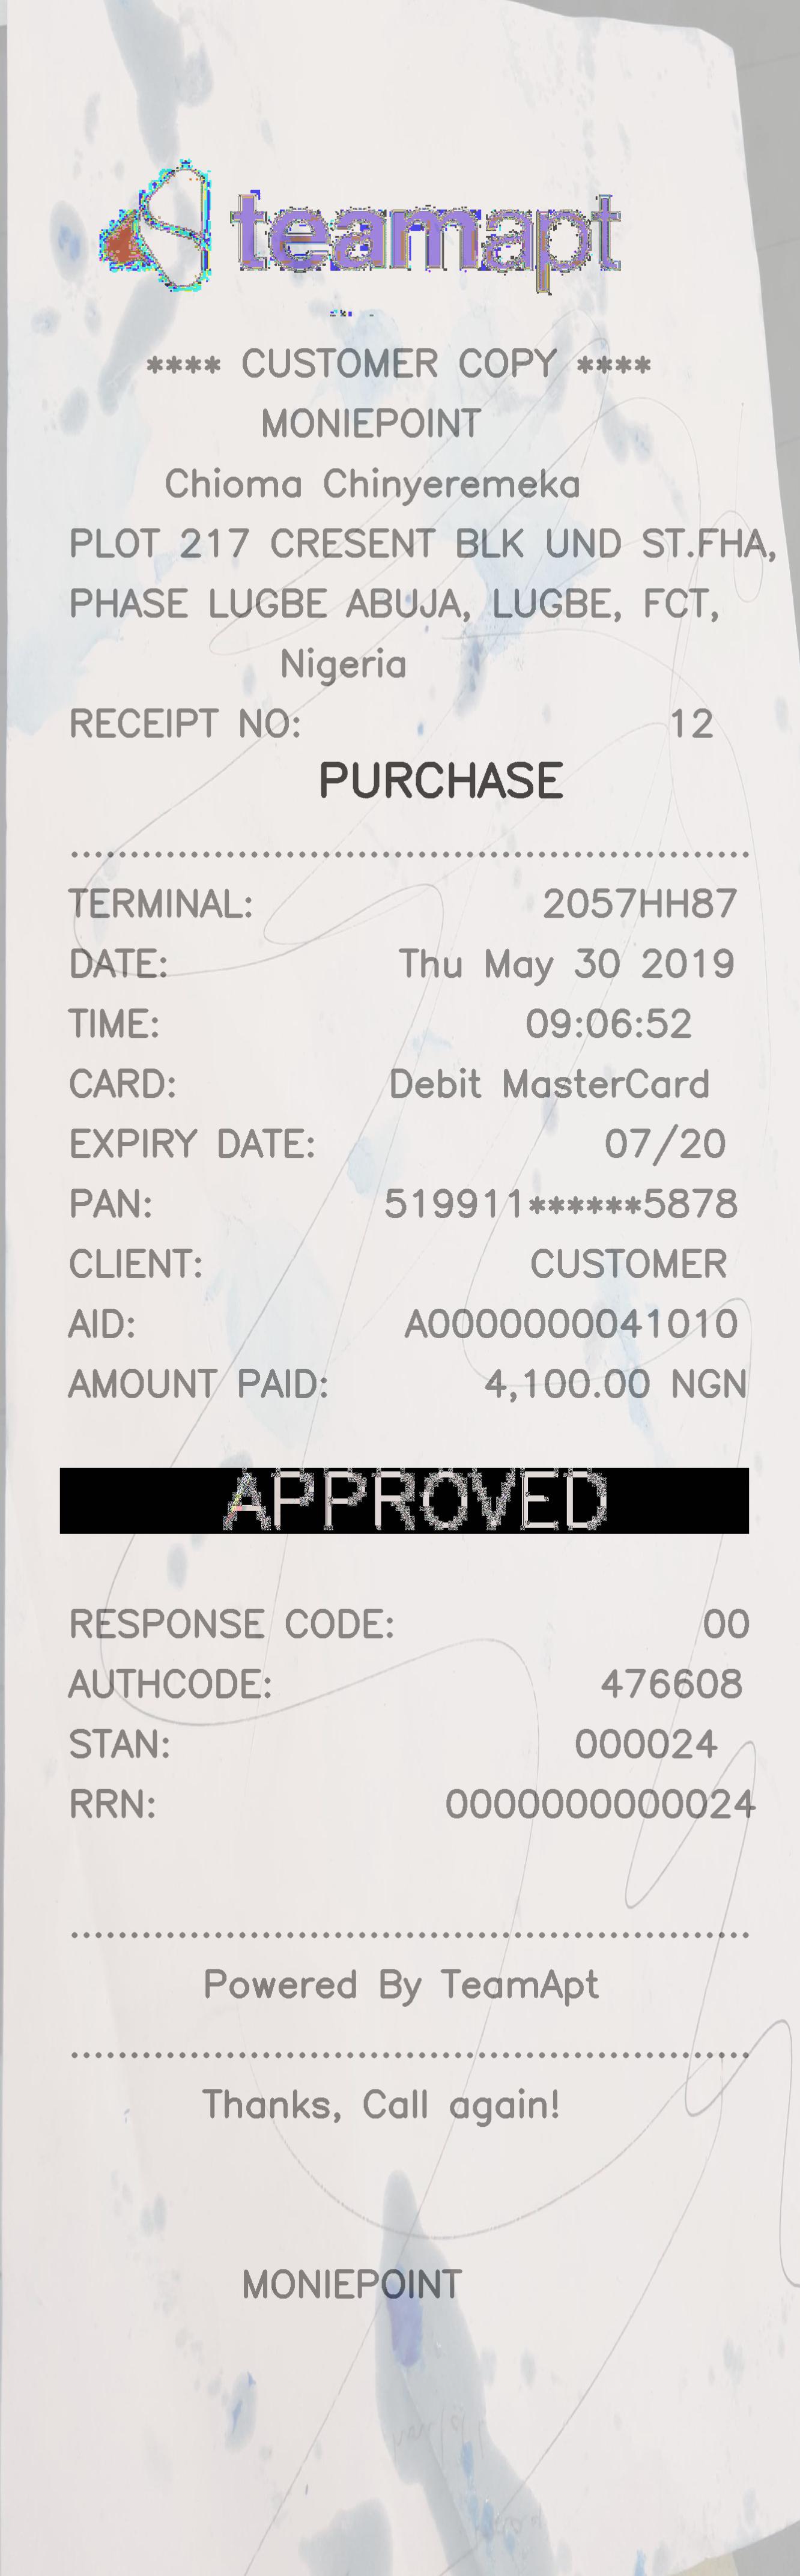 teamapt
**** CUSTOMER COPY ****
MONIEPOINT
Chioma Chinyeremeka
PLOT 217 CRESENT BLK UND ST.FHA,
PHASE LUGBE ABUJA, LUGBE, FCT,
Nigeria
RECEIPT NO: 12
PURCHASE
TERMINAL: 2057HH87
DATE: Thu May 30 2019
TIME: 09:06:52
CARD: Debit MasterCard
EXPIRY DATE: 07/20
PAN: 519911******5878
CLIENT: CUSTOMER
AID: A0000000041010
AMOUNT PAID: 4,100.00 NGN
APPROVED
RESPONSE CODE: 00
AUTHCODE: 476608
STAN: 000024
RRN: 0000000000024
Powered By TeamApt
Thanks, Call again!
MONIEPOINT